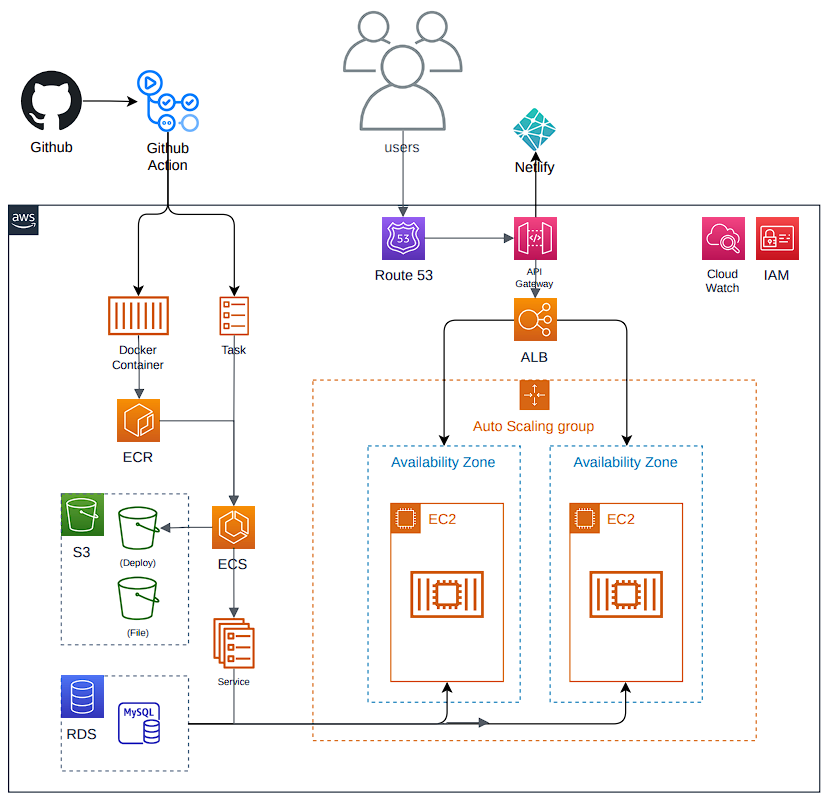 Github
Github
Action
users
Netlify
aws
53
Route 53
API
Gateway
Cloud
Watch
IAM
Docker
Container
Task
ALB
ECR
Auto Scaling group
Availability Zone
Availability Zone
EC2
EC2
S3
(Deploy)
ECS
(File)
Service
RDS
MySQL